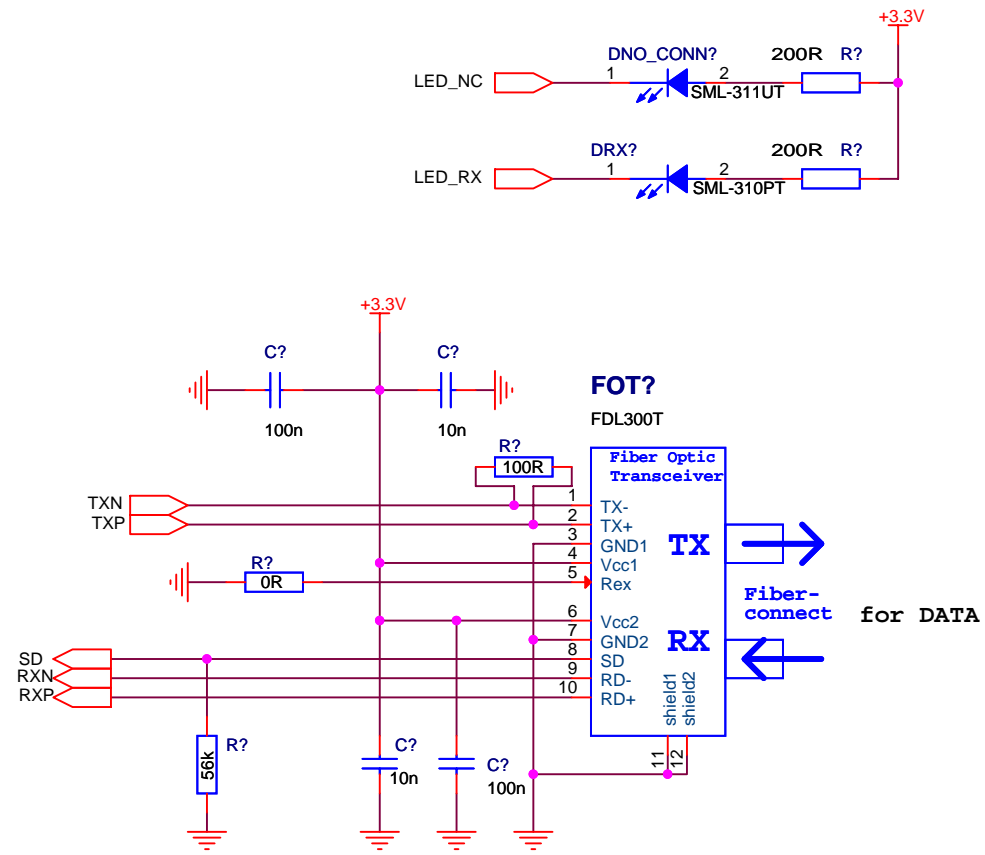 +3.3V
DNO_CONN? 200R R?
LED_NC 1 2
SML-311UT
DRX? 200R R?
LED_RX 1 2
SML-310PT
+3.3V
C? C?
100n 10n
FOT?
FDL300T
R?
100R
Fiber Optic
Transceiver
TXN 1 TX-
TXP 2 TX+
3 GND1
4 Vcc1
R?
0R 5 Rex
TX
Fiber-
connect
for DATA
6 Vcc2
7 GND2
RX
SD 8 SD
RXN 9 RD-
RXP 10 RD+
shield1
shield2
11
12
R?
56k
C?
10n
C?
100n